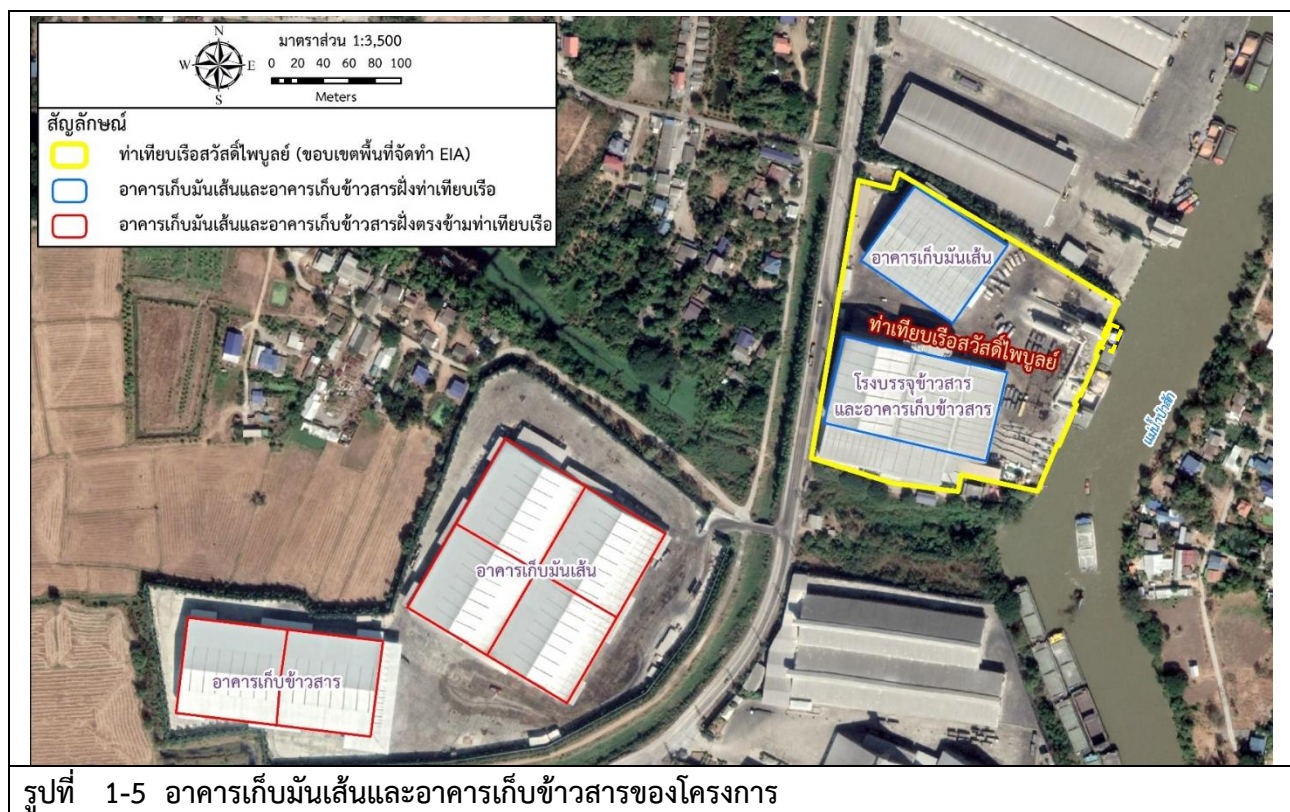 N
W E
S
มาตราส่วน 1:3,500
0 20 40 60 80 100
Meters
สัญลักษณ์
ท่าเทียบเรือสวัสดิ์ไพบูลย์ (ขอบเขตพื้นที่จัดทำ EIA)
อาคารเก็บมันเส้นและอาคารเก็บข้าวสารฝั่งท่าเทียบเรือ
อาคารเก็บมันเส้นและอาคารเก็บข้าวสารฝั่งตรงข้ามท่าเทียบเรือ
อาคารเก็บมันเส้น
ท่าเทียบเรือสวัสดิ์ไพบูลย์
โรงบรรจุข้าวสาร
และอาคารเก็บข้าวสาร
แม่น้ำป่าสัก
อาคารเก็บมันเส้น
อาคารเก็บข้าวสาร
รูปที่ 1-5 อาคารเก็บมันเส้นและอาคารเก็บข้าวสารของโครงการ